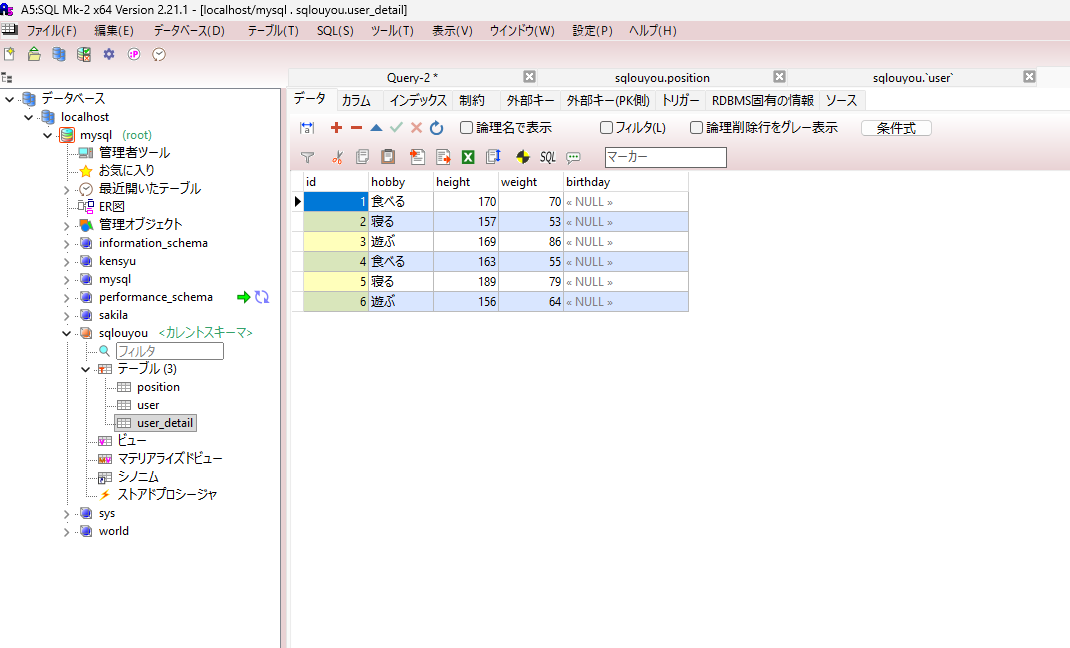 A5:SQL Mk-2 x64 Version 2.21.1 - [localhost/mysql . sqlouyou.user_detail]
ファイル(F) 編集(E) データベース(D) テーブル(T) SQL(S) ツール(T) 表示(V) ウインドウ(W) 設定(P) ヘルプ(H)
Query-2 * sqlouyou.position sqlouyou.`user`
データベース
localhost
mysql (root)
管理者ツール
お気に入り
最近開いたテーブル
ER図
管理オブジェクト
information_schema
kensyu
mysql
performance_schema
sakila
sqlouyou <カレントスキーマ>
フィルタ
テーブル (3)
position
user
user_detail
ビュー
マテリアライズドビュー
シノニム
ストアドプロシージャ
sys
world
データ カラム インデックス 制約 外部キー 外部キー(PK側) トリガー RDBMS固有の情報 ソース
論理名で表示 フィルタ(L) 論理削除行をグレー表示 条件式
SQL マーカー
id hobby height weight birthday
1 食べる 170 70 « NULL »
2 寝る 157 53 « NULL »
3 遊ぶ 169 86 « NULL »
4 食べる 163 55 « NULL »
5 寝る 189 79 « NULL »
6 遊ぶ 156 64 « NULL »